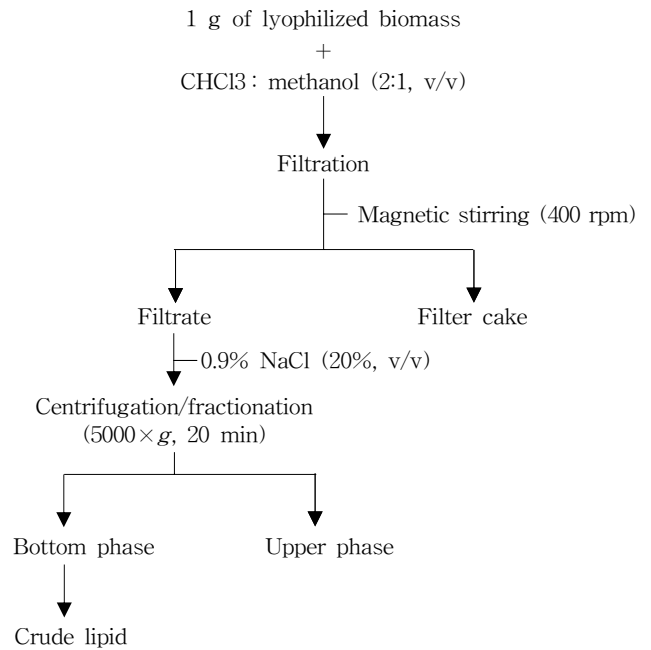 1 g of lyophilized biomass
+
CHCl3 : methanol (2:1, v/v)
Filtration
Magnetic stirring (400 rpm)
Filtrate
Filter cake
0.9% NaCl (20%, v/v)
Centrifugation/fractionation
(5000×g, 20 min)
Bottom phase
Upper phase
Crude lipid